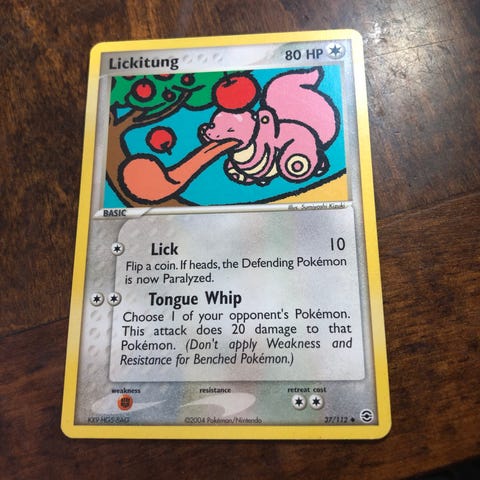 Lickitung 80 HP
BASIC Illus. Sumiyoshi Kizuki
Lick 10
Flip a coin. If heads, the Defending Pokémon
is now Paralyzed.
Tongue Whip
Choose 1 of your opponent's Pokémon.
This attack does 20 damage to that
Pokémon. (Don't apply Weakness and
Resistance for Benched Pokémon.)
weakness resistance retreat cost
©2004 Pokémon/Nintendo 37/112